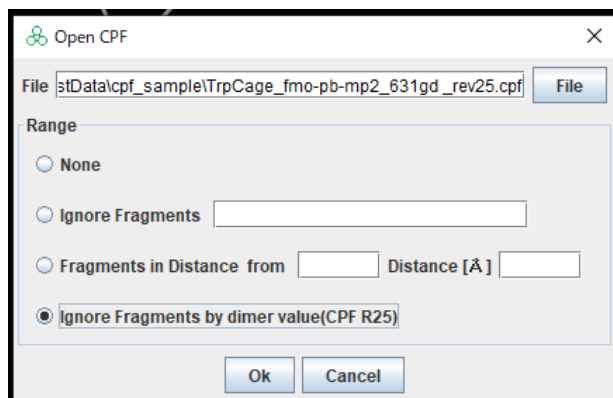 Open CPF
File stData\cpf_sample\TrpCage_fmo-pb-mp2_631gd _rev25.cpf File
Range
None
Ignore Fragments
Fragments in Distance from Distance [Å]
Ignore Fragments by dimer value(CPF R25)
Ok Cancel